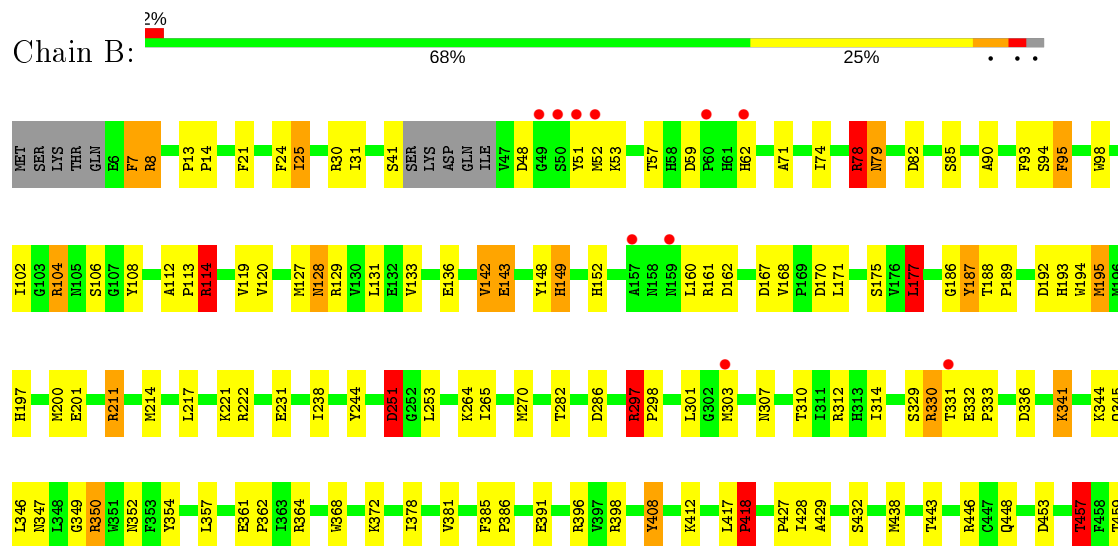 2%
Chain B:
68% 25% • • •
MET SER LYS THR GLN E6 F7 R8 P13 P14 F21 F24 I25 R30 I31 S41 SER LYS ASP GLN ILE V47 D48 G49 S50 Y51 M52 K53 T57 H58 D59 P60 H61 H62 A71 I74 R78 N79 D82 S85 A90 F93 S94 F95 W98
I102 G103 R104 N105 S106 G107 Y108 A112 P113 R114 V119 V120 M127 N128 R129 V130 L131 E132 V133 E136 V142 E143 Y148 H149 H152 A157 N158 N159 L160 R161 D162 D167 V168 P169 D170 L171 S175 V176 L177 G186 Y187 T188 P189 D192 H193 W194 M195 M196
H197 M200 E201 R211 M214 L217 K221 R222 E231 I238 Y244 D251 G252 L253 K264 I265 M270 T282 D286 R297 P298 L301 G302 M303 N307 T310 I311 R312 H313 I314 S329 R330 T331 E332 P333 D336 K341 K344
L346 N347 L348 G349 R350 W351 N352 F353 Y354 L357 E361 P362 I363 R364 W368 K372 I378 V381 F385 P386 E391 R396 V397 R398 Y408 K412 L417 P418 P427 I428 A429 S432 M438 T443 R446 C447 Q448 D453 T457 F458